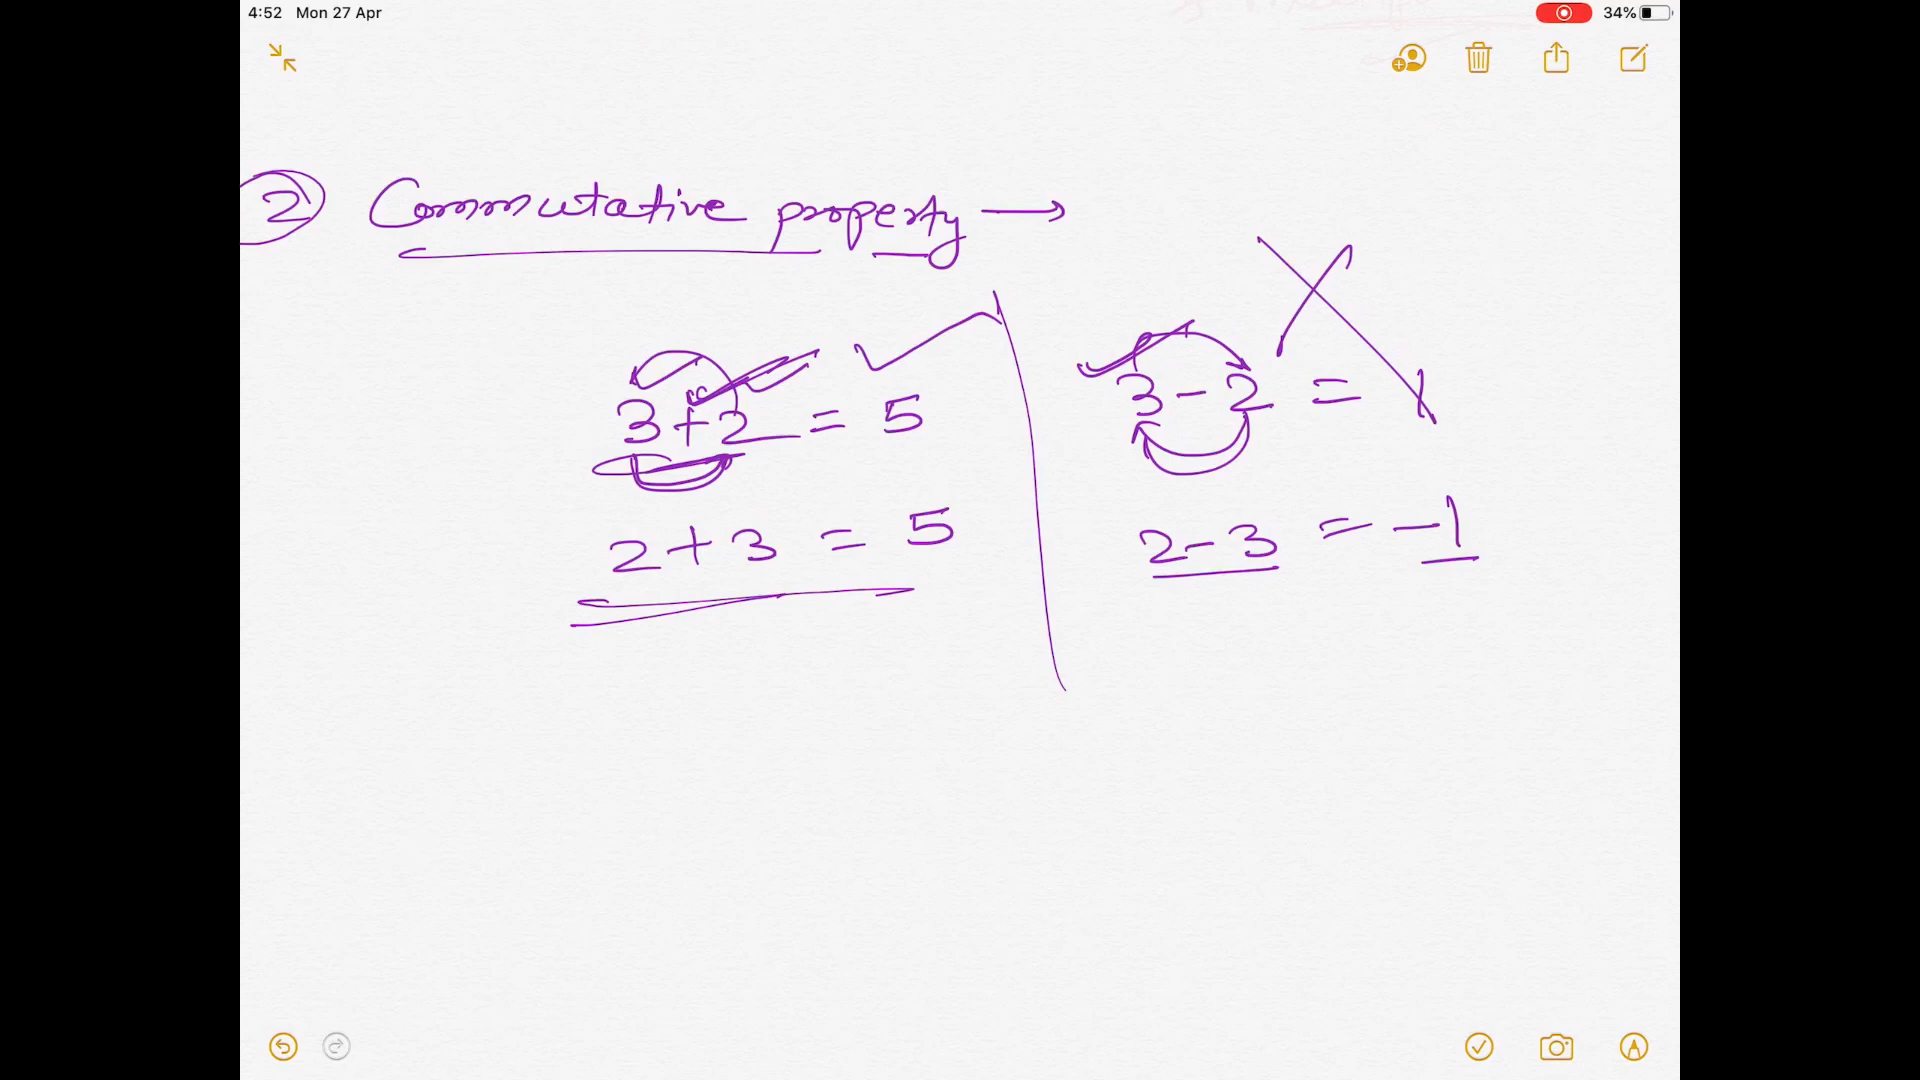 4:52 Mon 27 Apr 34%
2 Commutative property →
3 + 2 = 5
2 + 3 = 5
3 - 2 = 1
2 - 3 = -1